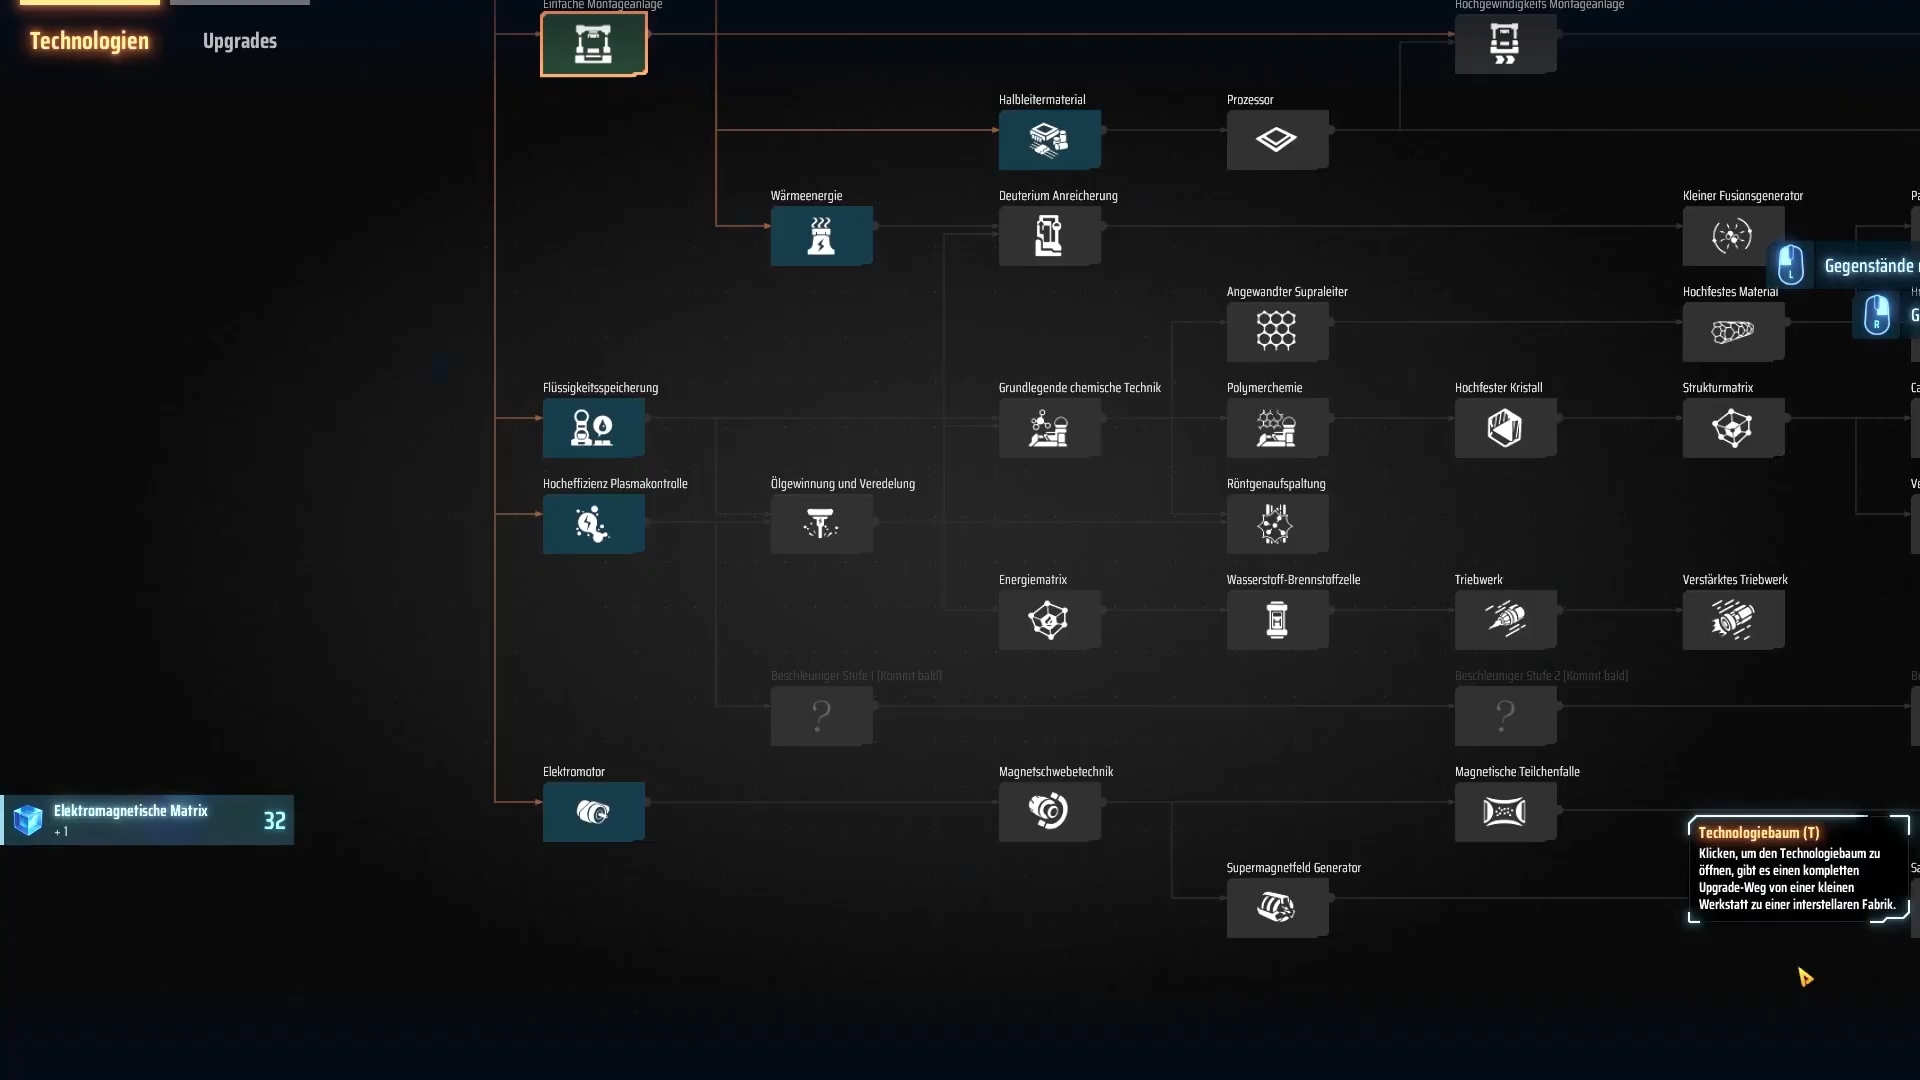 Einfache Montageanlage
Hochgewindigkeits Montageanlage
Technologien
Upgrades
Halbleitermaterial
Prozessor
Wärmeenergie
Deuterium Anreicherung
Kleiner Fusionsgenerator
L
Gegenstände
Angewandter Supraleiter
Hochfestes Material
R
G
Flüssigkeitsspeicherung
Grundlegende chemische Technik
Polymerchemie
Hochfester Kristall
Strukturmatrix
Hocheffizienz Plasmakontrolle
Ölgewinnung und Veredelung
Röntgenaufspaltung
Energiematrix
Wasserstoff-Brennstoffzelle
Triebwerk
Verstärktes Triebwerk
Beschleuniger Stufe 1 [Kommt bald]
Beschleuniger Stufe 2 [Kommt bald]
?
?
Elektromotor
Magnetschwebetechnik
Magnetische Teilchenfalle
Elektromagnetische Matrix
+ 1
32
Technologiebaum (T)
Klicken, um den Technologiebaum zu
öffnen, gibt es einen kompletten
Upgrade-Weg von einer kleinen
Werkstatt zu einer interstellaren Fabrik.
Supermagnetfeld Generator